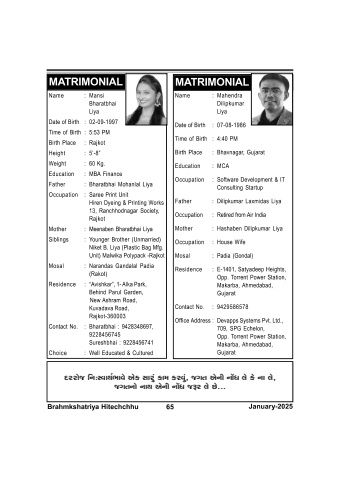 MATRIMONIAL
Name : Mansi
Bharatbhai
Liya
Date of Birth : 02-09-1997
Time of Birth : 5:53 PM
Birth Place : Rajkot
Height : 5'-8"
Weight : 60 Kg.
Education : MBA Finance
Father : Bharatbhai Mohanlal Liya
Occupation : Saree Print Unit
Hiren Dyeing & Printing Works
13, Ranchhodnagar Society,
Rajkot
Mother : Meenaben Bharatbhai Liya
Siblings : Younger Brother (Unmarried)
Niket B. Liya (Plastic Bag Mfg.
Unit) Malwika Polypack -Rajkot
Mosal : Narandas Gandalal Padia
(Rakot)
Residence : "Avishkar", 1-Alka Park,
Behind Parul Garden,
New Ashram Road,
Kuvadava Road,
Rajkot-360003
Contact No. : Bharatbhai : 9428348697,
9228456745
Sureshbhai : 9228456741
Choice : Well Educated & Cultured
MATRIMONIAL
Name : Mahendra
Dilipkumar
Liya
Date of Birth : 07-08-1986
Time of Birth : 4:40 PM
Birth Place : Bhavnagar, Gujarat
Education : MCA
Occupation : Software Development & IT
Consulting Startup
Father : Dilipkumar Laxmidas Liya
Occupation : Retired from Air India
Mother : Hashaben Dilipkumar Liya
Occupation : House Wife
Mosal : Padia (Gondal)
Residence : E-1401, Satyadeep Heights,
Opp. Torrent Power Station,
Makarba, Ahmedabad,
Gujarat
Contact No. : 9429586578
Office Address : Devapps Systems Pvt. Ltd.,
709, SPG Echelon,
Opp. Torrent Power Station,
Makarba, Ahmedabad,
Gujarat
દરરોજ નિઃસ્વાર્થભાવે એક સારું કામ કરવું, જગત એની નોંધ લે કે ના લે,
જગતનો નાથ એની નોંધ જરૂર લે છે...
Brahmkshatriya Hitechchhu 65 January-2025